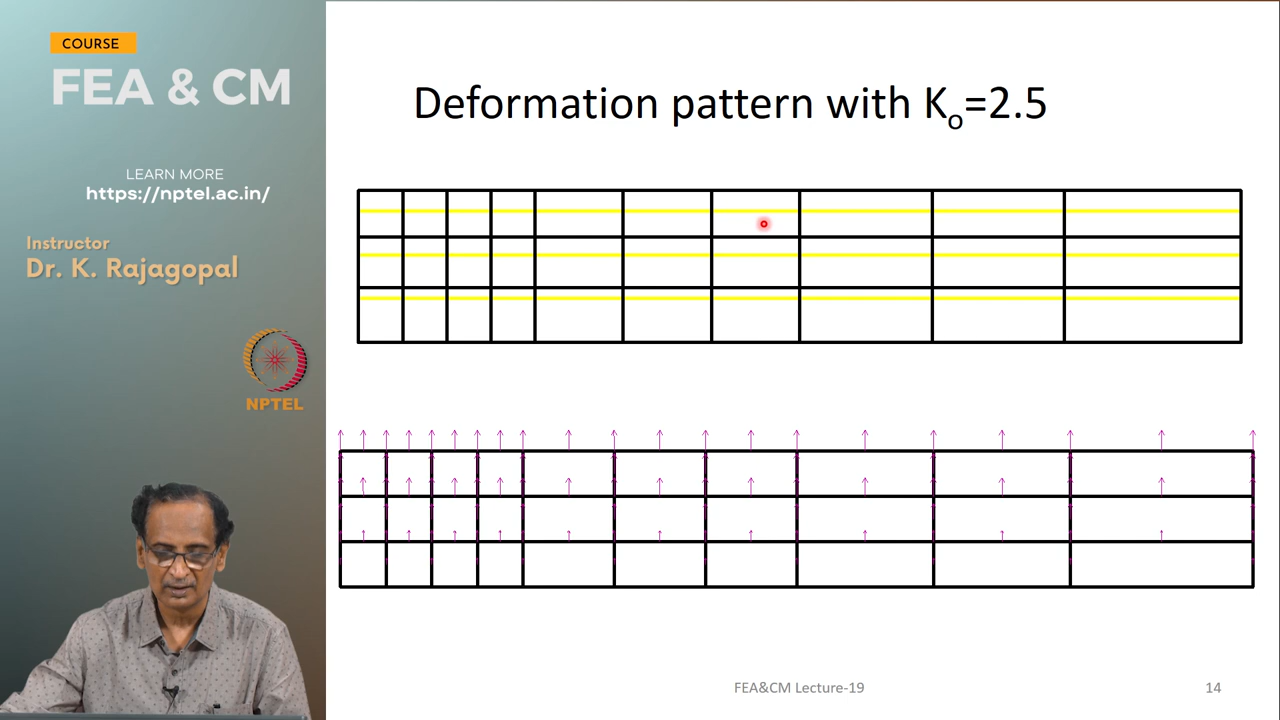 COURSE
FEA & CM
LEARN MORE
https://nptel.ac.in/
Instructor
Dr. K. Rajagopal
NPTEL
Deformation pattern with Ko=2.5
FEA&CM Lecture-19
14